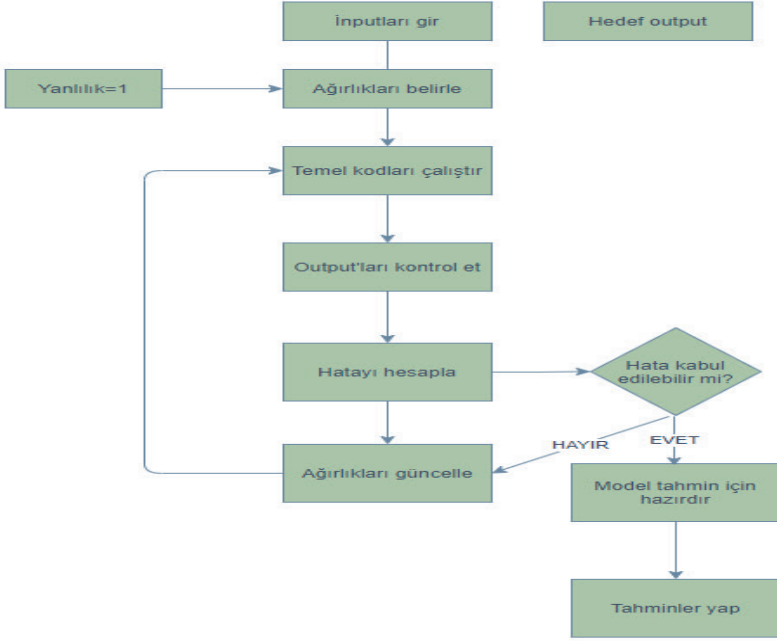 İnputları gir
Hedef output
Yanlılık=1
Ağırlıkları belirle
Temel kodları çalıştır
Output'ları kontrol et
Hatayı hesapla
Hata kabul
edilebilir mi?
HAYIR
EVET
Ağırlıkları güncelle
Model tahmin için
hazırdır
Tahminler yap